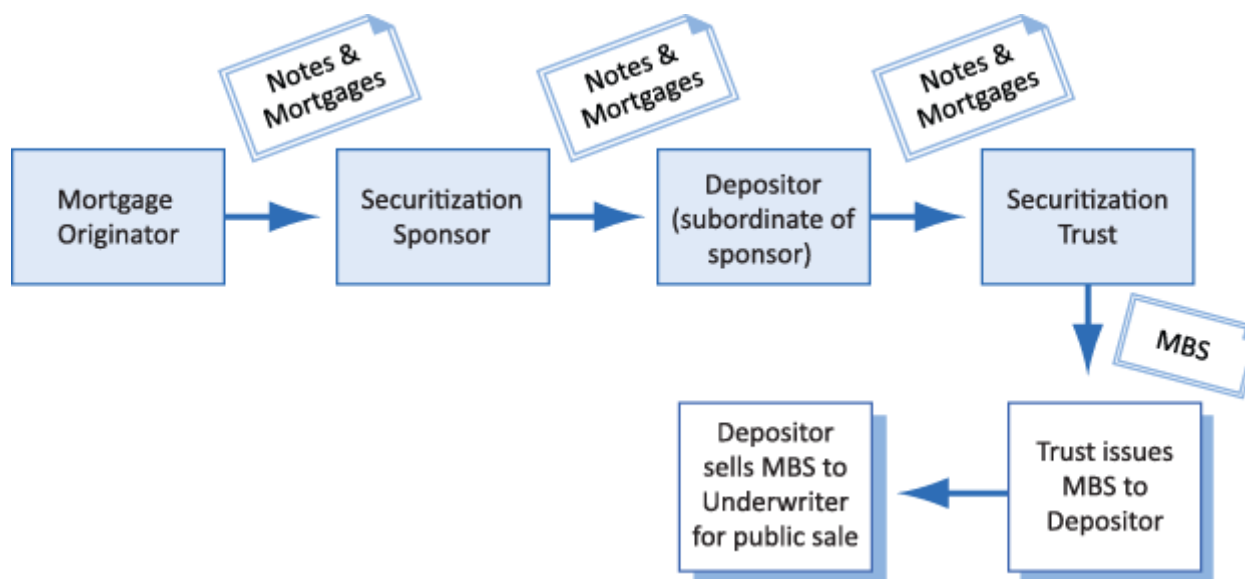 Notes &
Mortgages
Notes &
Mortgages
Notes &
Mortgages
Mortgage
Originator
Securitization
Sponsor
Depositor
(subordinate of
sponsor)
Securitization
Trust
MBS
Depositor
sells MBS to
Underwriter
for public sale
Trust issues
MBS to
Depositor